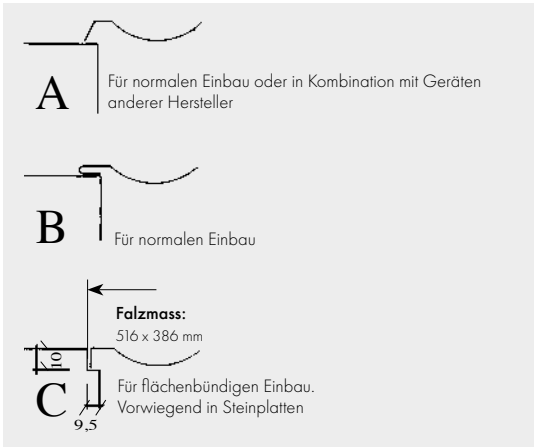 A
Für normalen Einbau oder in Kombination mit Geräten
anderer Hersteller
B
Für normalen Einbau
Falzmass:
516 x 386 mm
10
C
Für flächenbündigen Einbau.
Vorwiegend in Steinplatten
9,5